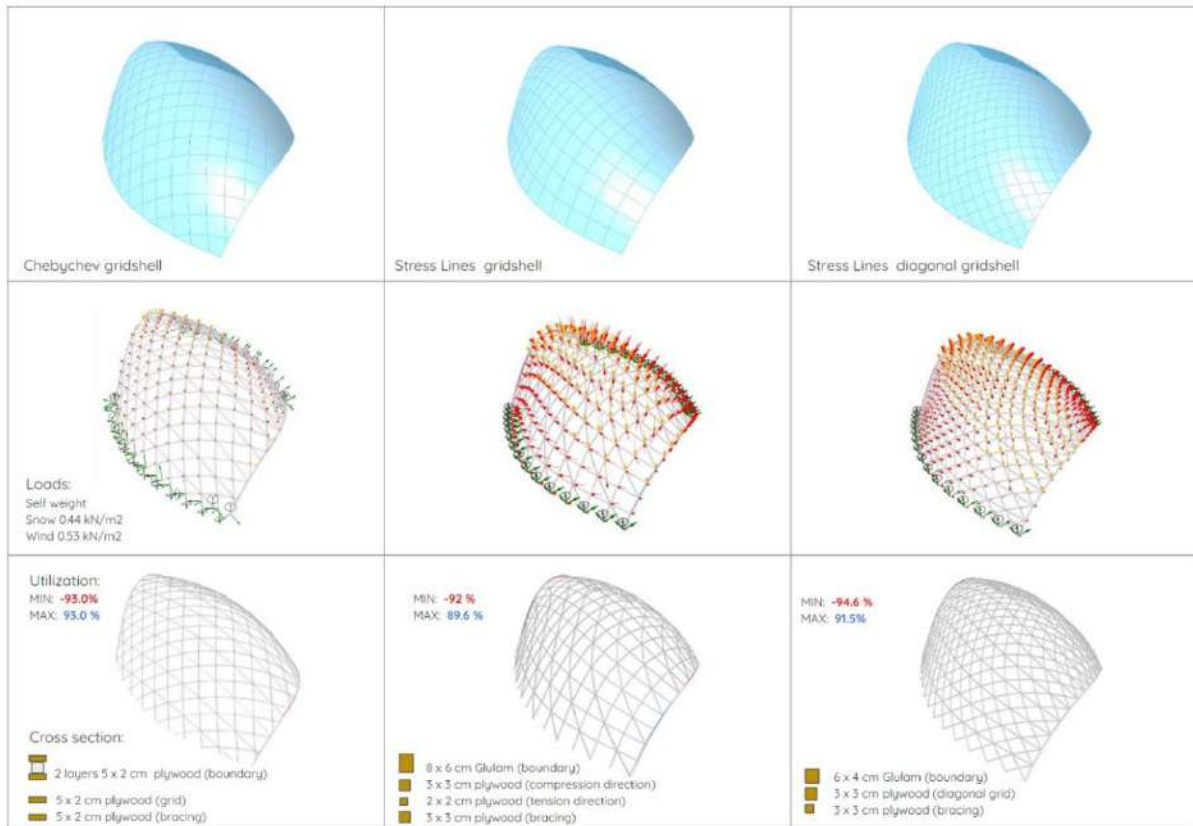 Chebychev gridshell
Stress Lines gridshell
Stress Lines diagonal gridshell
Loads:
Self weight
Snow 0.44 kN/m2
Wind 0.53 kN/m2
Utilization:
MIN: -93.0%
MAX: 93.0 %
Cross section:
2 layers 5 x 2 cm plywood (boundary)
5 x 2 cm plywood (grid)
5 x 2 cm plywood (bracing)
MIN: -92 %
MAX: 89.6 %
8 x 6 cm Glulam (boundary)
3 x 3 cm plywood (compression direction)
2 x 2 cm plywood (tension direction)
3 x 3 cm plywood (bracing)
MIN: -94.6 %
MAX: 91.5%
6 x 4 cm Glulam (boundary)
3 x 3 cm plywood (diagonal grid)
3 x 3 cm plywood (bracing)